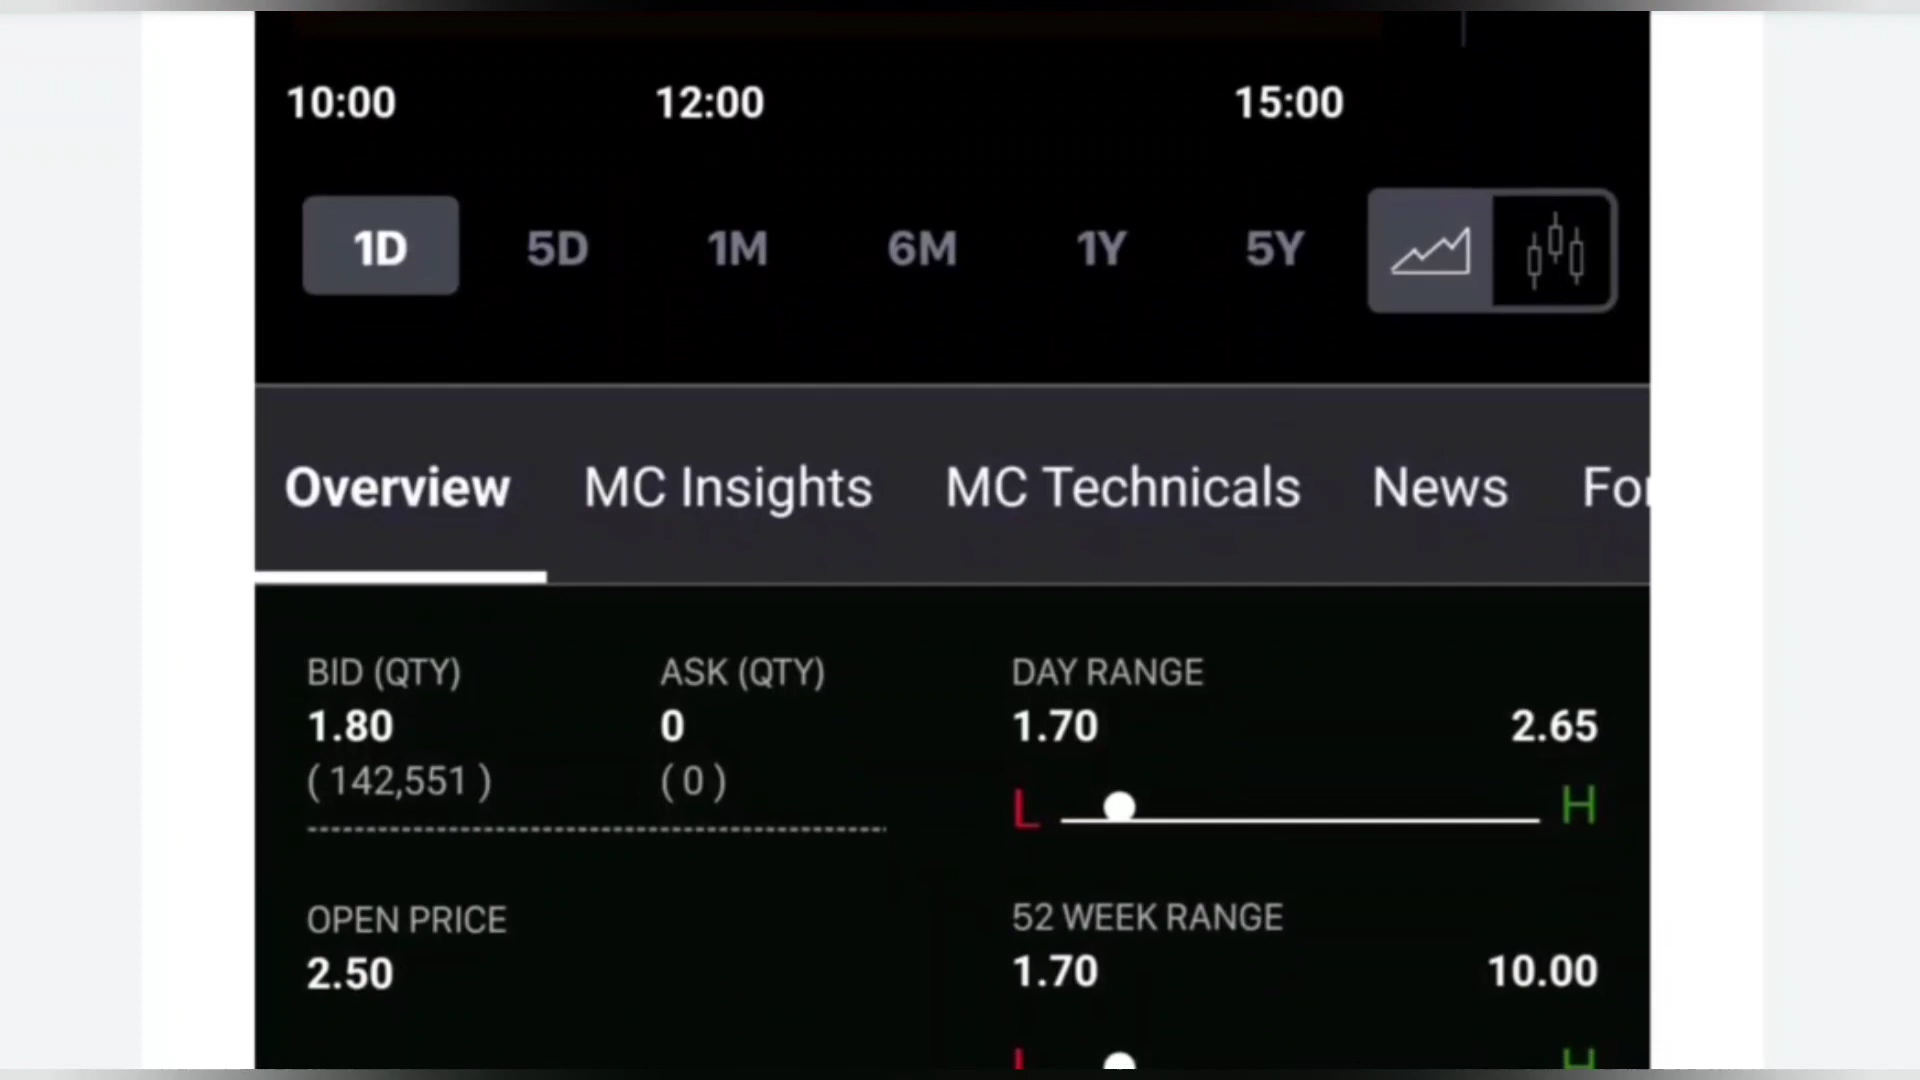 10:00 12:00 15:00
1D 5D 1M 6M 1Y 5Y
Overview MC Insights MC Technicals News For
BID (QTY) ASK (QTY) DAY RANGE
1.80 0 1.70 2.65
( 142,551 ) ( 0 )
L H
OPEN PRICE 52 WEEK RANGE
2.50 1.70 10.00
L H